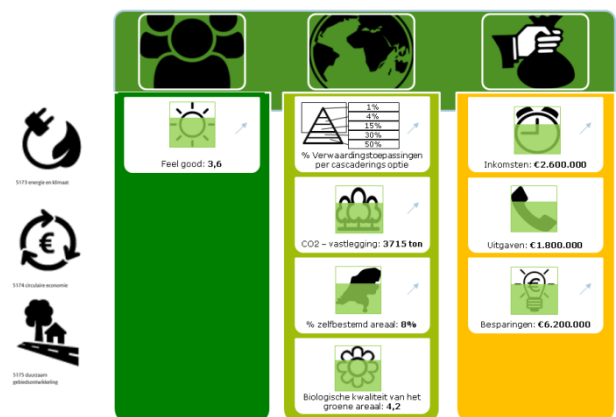 5173 energie en klimaat
5174 circulaire economie
5175 duurzaam
gebiedsontwikkeling
Feel good: 3,6
1%
4%
15%
30%
50%
% Verwaardingstoepassingen
per cascaderings optie
CO2 – vastlegging: 3715 ton
% zelfbestemd areaal: 8%
Biologische kwaliteit van het
groene areaal: 4,2
Inkomsten: €2.600.000
Uitgaven: €1.800.000
Besparingen: €6.200.000